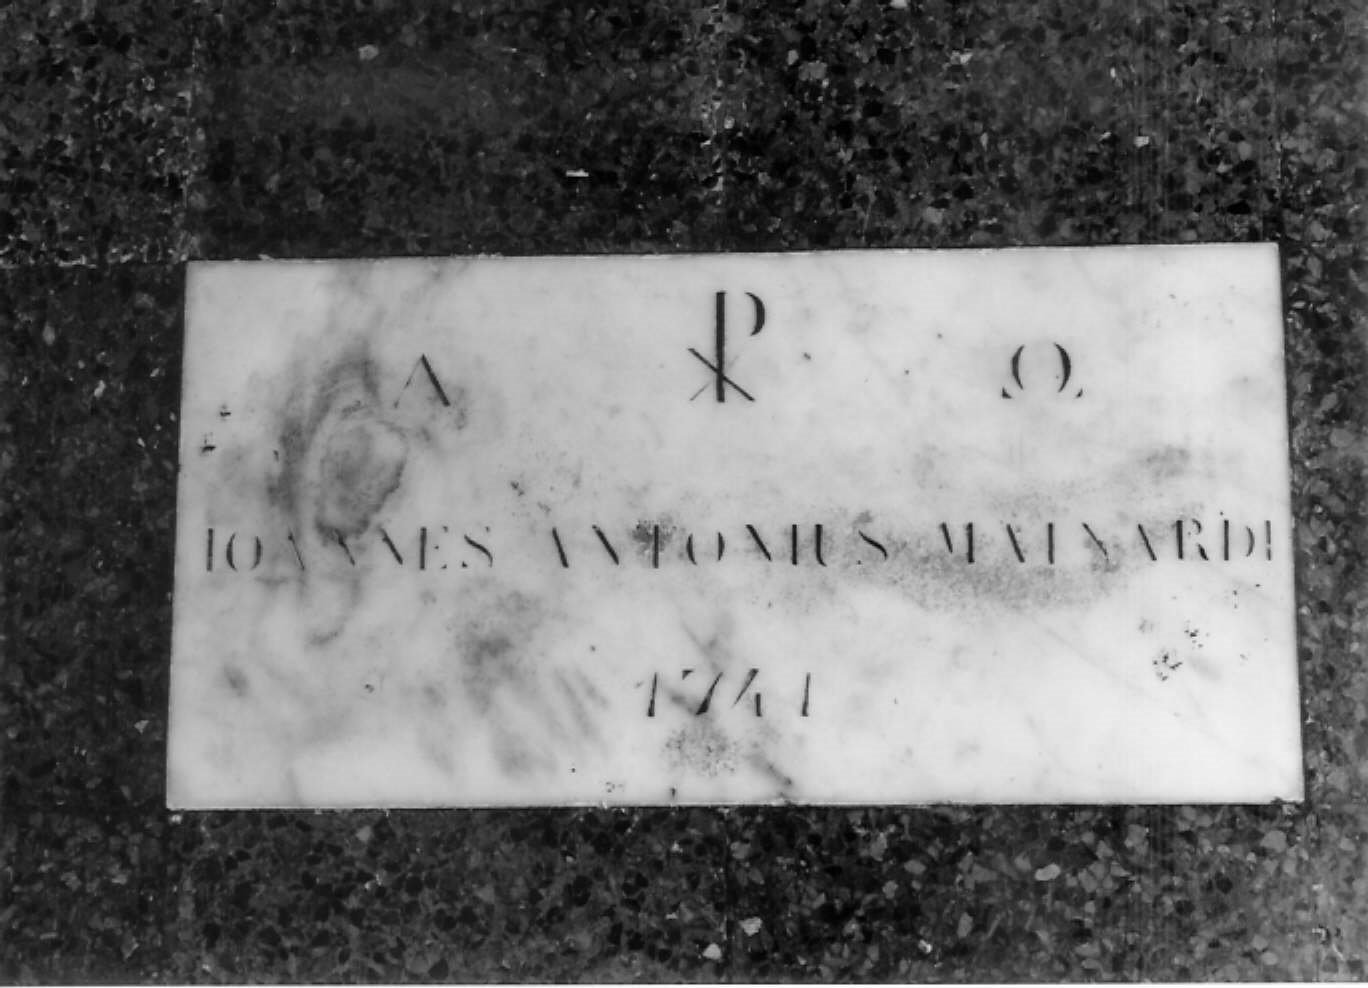 Α ☧ Ω
IOANNES ANTONIUS MAINARDI
1741